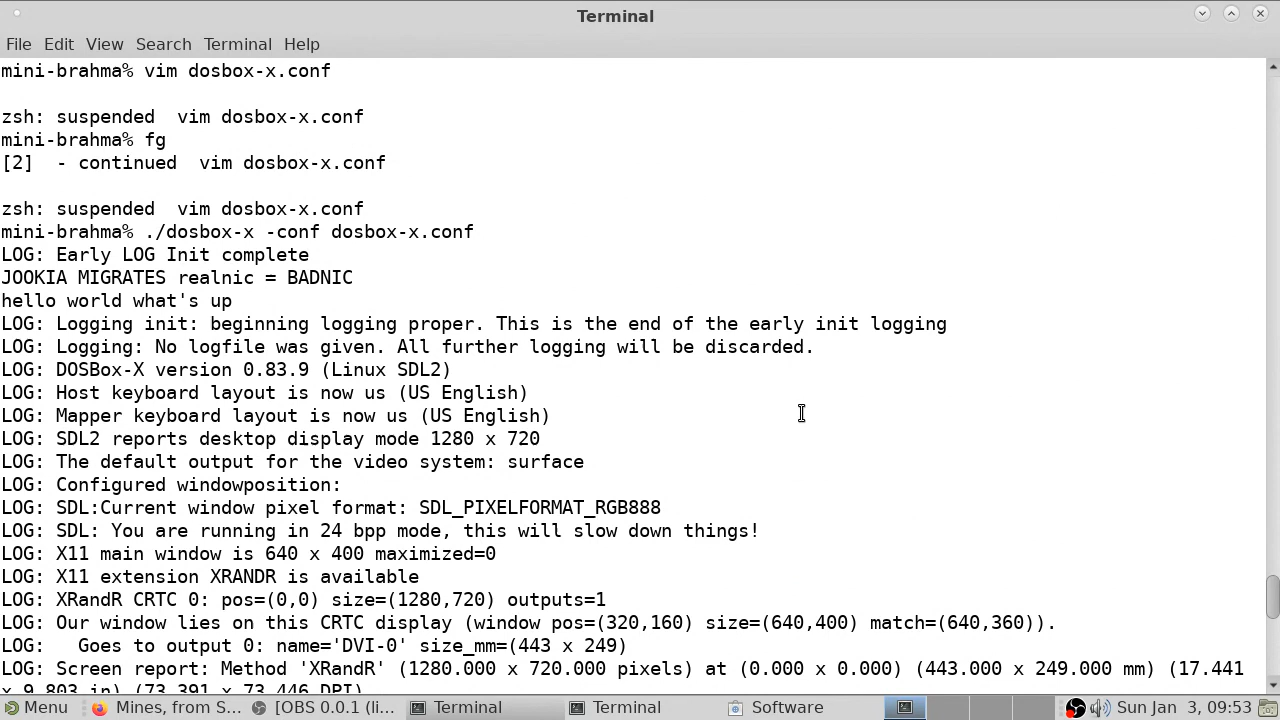 Terminal
File Edit View Search Terminal Help
mini-brahma% vim dosbox-x.conf
zsh: suspended  vim dosbox-x.conf
mini-brahma% fg
[2]  - continued  vim dosbox-x.conf
zsh: suspended  vim dosbox-x.conf
mini-brahma% ./dosbox-x -conf dosbox-x.conf
LOG: Early LOG Init complete
JOOKIA MIGRATES realnic = BADNIC
hello world what's up
LOG: Logging init: beginning logging proper. This is the end of the early init logging
LOG: Logging: No logfile was given. All further logging will be discarded.
LOG: DOSBox-X version 0.83.9 (Linux SDL2)
LOG: Host keyboard layout is now us (US English)
LOG: Mapper keyboard layout is now us (US English)
LOG: SDL2 reports desktop display mode 1280 x 720
LOG: The default output for the video system: surface
LOG: Configured windowposition:
LOG: SDL:Current window pixel format: SDL_PIXELFORMAT_RGB888
LOG: SDL: You are running in 24 bpp mode, this will slow down things!
LOG: X11 main window is 640 x 400 maximized=0
LOG: X11 extension XRANDR is available
LOG: XRandR CRTC 0: pos=(0,0) size=(1280,720) outputs=1
LOG: Our window lies on this CRTC display (window pos=(320,160) size=(640,400) match=(640,360)).
LOG:   Goes to output 0: name='DVI-0' size_mm=(443 x 249)
LOG: Screen report: Method 'XRandR' (1280.000 x 720.000 pixels) at (0.000 x 0.000) (443.000 x 249.000 mm) (17.441
x 9.803 in) (73.391 x 73.446 DPI)
Menu Mines, from S... [OBS 0.0.1 (li... Terminal Terminal Software Sun Jan  3, 09:53